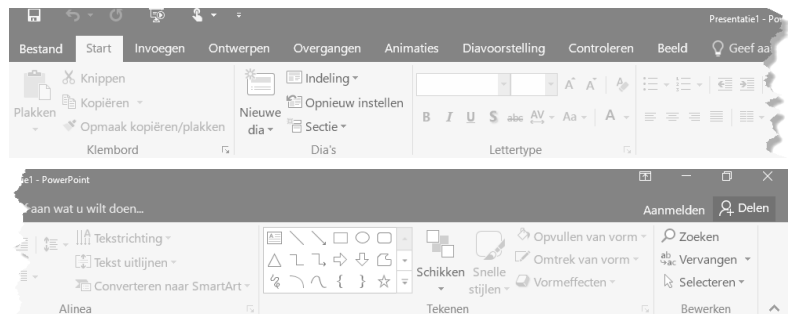 Presentatie1 - Po
Bestand Start Invoegen Ontwerpen Overgangen Animaties Diavoorstelling Controleren Beeld Geef aa
Knippen
Kopiëren
Opmaak kopiëren/plakken
Plakken
Klembord
Nieuwe
dia
Indeling
Opnieuw instellen
Sectie
Dia's
B I U S abc AV Aa A
Lettertype
ie1 - PowerPoint
aan wat u wilt doen...
Aanmelden Delen
Tekstrichting
Tekst uitlijnen
Converteren naar SmartArt
Alinea
Schikken
Snelle
stijlen
Opvullen van vorm
Omtrek van vorm
Vormeffecten
Tekenen
Zoeken
Vervangen
Selecteren
Bewerken